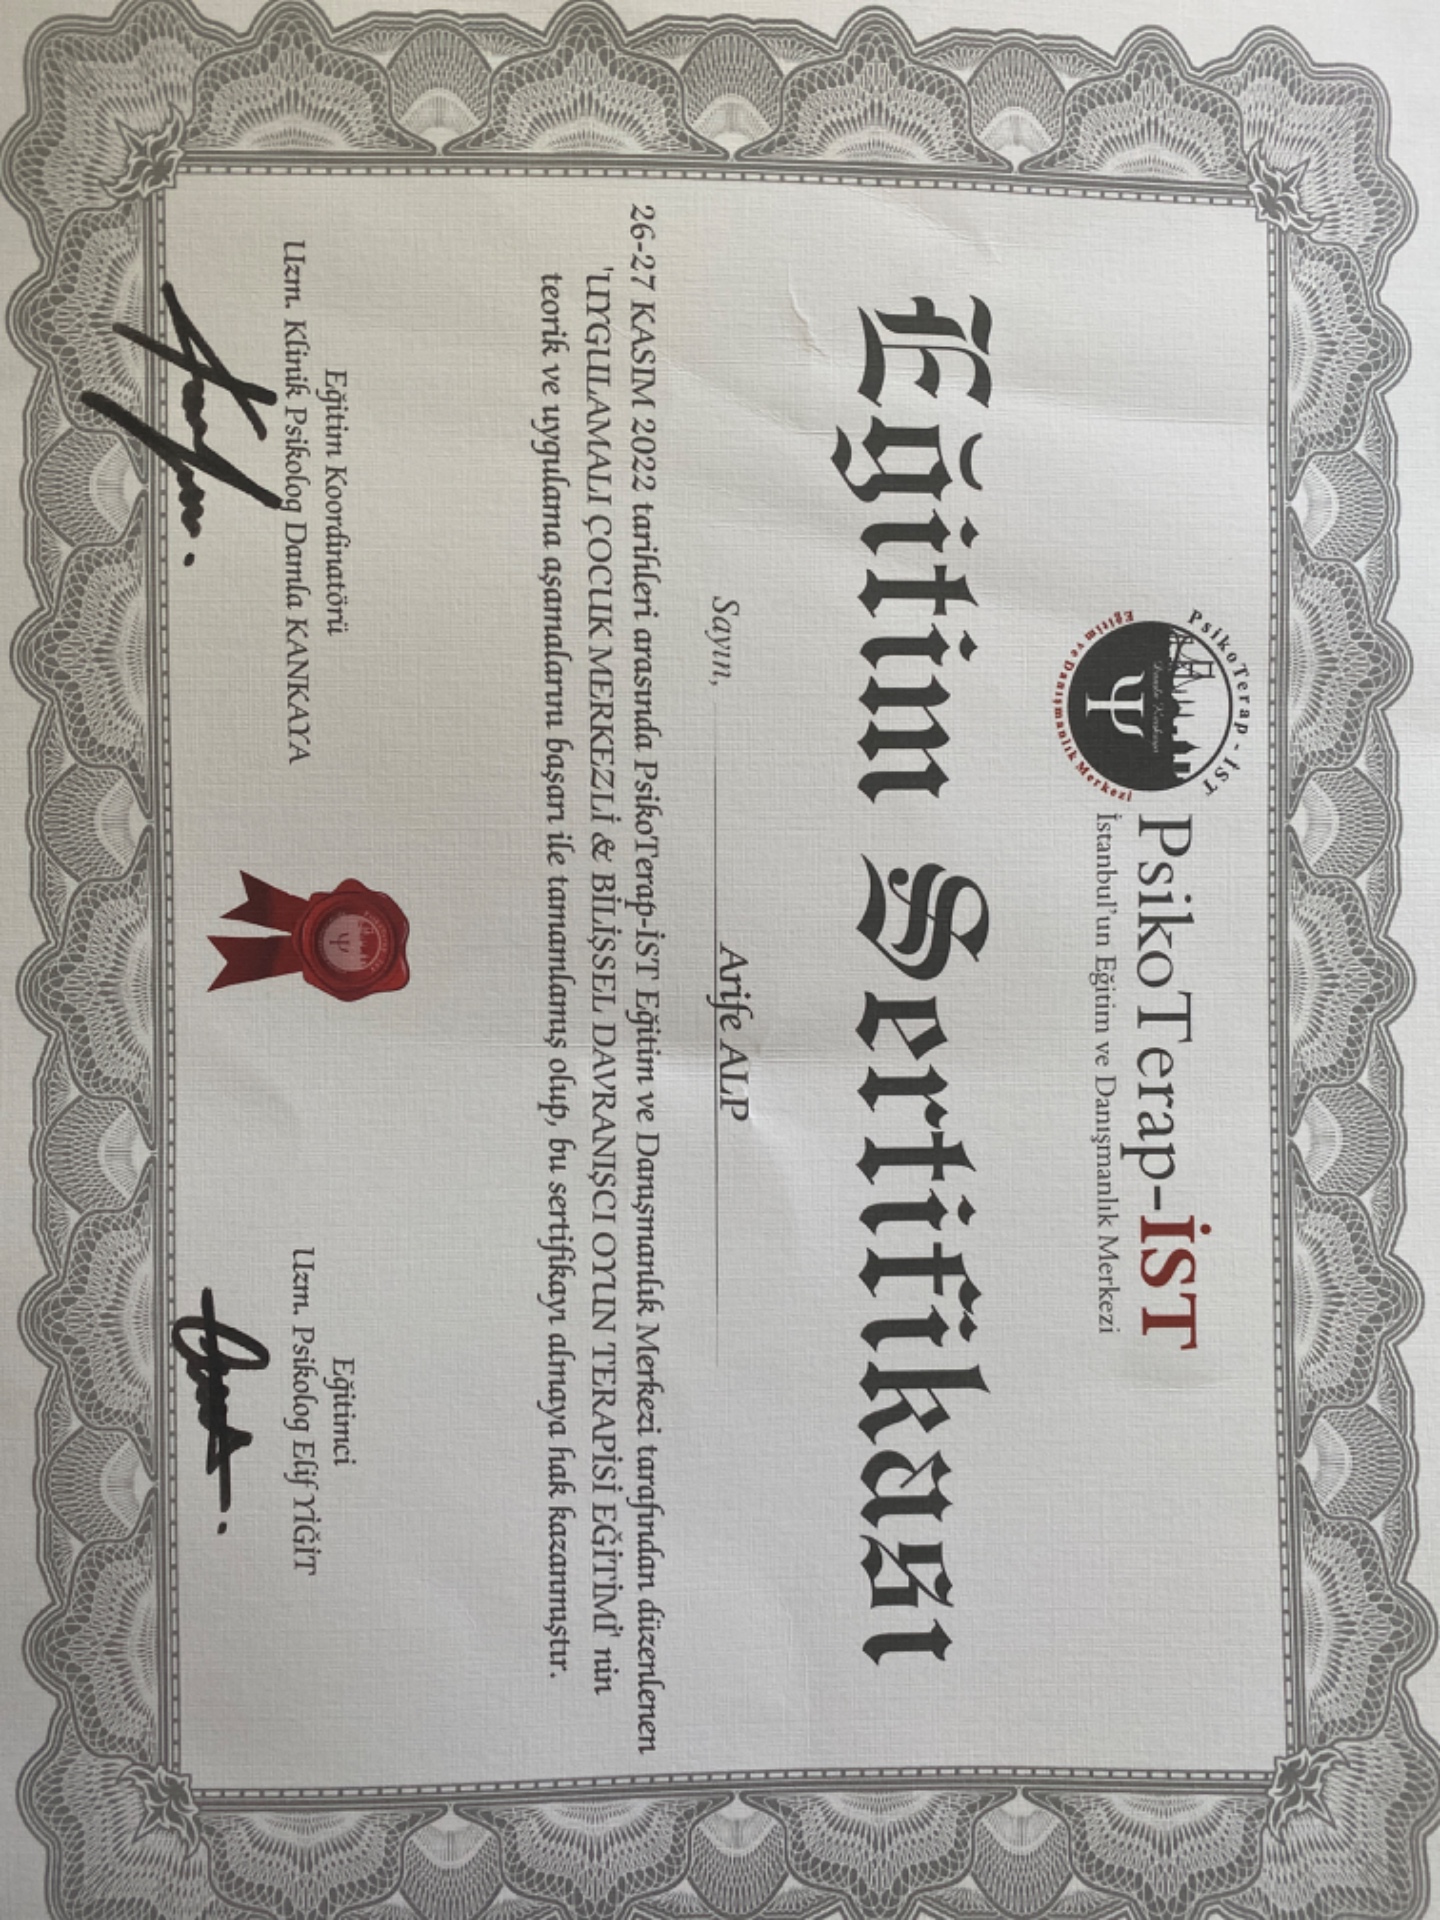 PsikoTerap - İST
Eğitim ve Danışmanlık Merkezi
PsikoTerap-İST
İstanbul'un Eğitim ve Danışmanlık Merkezi
Eğitim Sertifikası
Sayın, Arife ALP
26-27 KASIM 2022 tarihleri arasında PsikoTerap-İST Eğitim ve Danışmanlık Merkezi tarafından düzenlenen
'UYGULAMALI ÇOCUK MERKEZLİ & BİLİŞSEL DAVRANIŞCI OYUN TERAPİSİ EĞİTİMİ' nin
teorik ve uygulama aşamalarını başarı ile tamamlamış olup, bu sertifikayı almaya hak kazanmıştır.
Eğitim Koordinatörü
Uzm. Klinik Psikolog Damla KANKAYA
Eğitimci
Uzm. Psikolog Elif YİĞİT